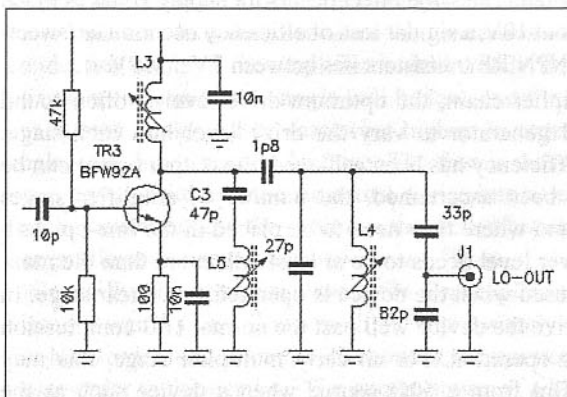 L3
10n
47k
TR3
BFW92A
1p8
C3
47p
33p
10p
L5
27p
L4
J1
LO-OUT
10K
100
10n
82p